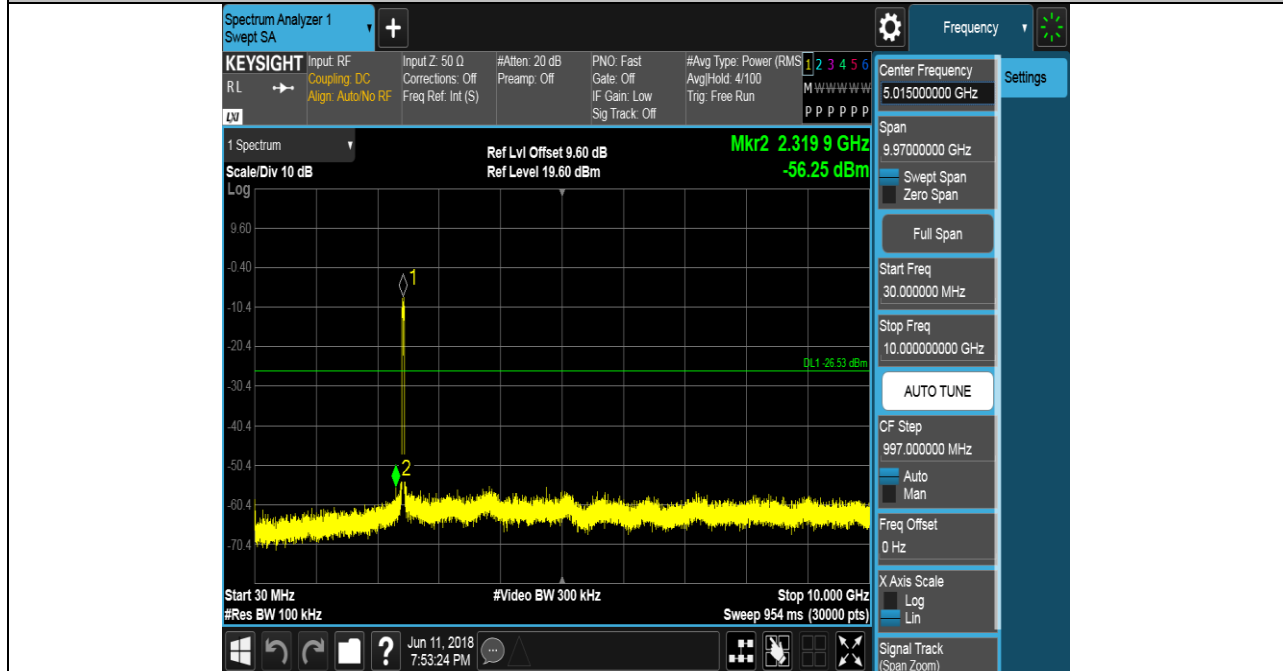 Spectrum Analyzer 1
Swept SA
+
Frequency
KEYSIGHT
RL
LXI
Input: RF
Coupling: DC
Align: Auto/No RF
Input Z: 50 Ω
Corrections: Off
Freq Ref: Int (S)
#Atten: 20 dB
Preamp: Off
PNO: Fast
Gate: Off
IF Gain: Low
Sig Track: Off
#Avg Type: Power (RMS
Avg|Hold: 4/100
Trig: Free Run
1 2 3 4 5 6
M W W W W W
P P P P P P
Center Frequency
5.015000000 GHz
Settings
1 Spectrum
Scale/Div 10 dB
Ref Lvl Offset 9.60 dB
Ref Level 19.60 dBm
Mkr2 2.319 9 GHz
-56.25 dBm
Span
9.97000000 GHz
Swept Span
Zero Span
Full Span
Log
9.60
-0.40
-10.4
-20.4
-30.4
-40.4
-50.4
-60.4
-70.4
1
2
DL1 -26.53 dBm
Start Freq
30.000000 MHz
Stop Freq
10.000000000 GHz
AUTO TUNE
CF Step
997.000000 MHz
Auto
Man
Freq Offset
0 Hz
X Axis Scale
Log
Lin
Signal Track
(Span Zoom)
Start 30 MHz
#Res BW 100 kHz
#Video BW 300 kHz
Stop 10.000 GHz
Sweep 954 ms (30000 pts)
?
Jun 11, 2018
7:53:24 PM